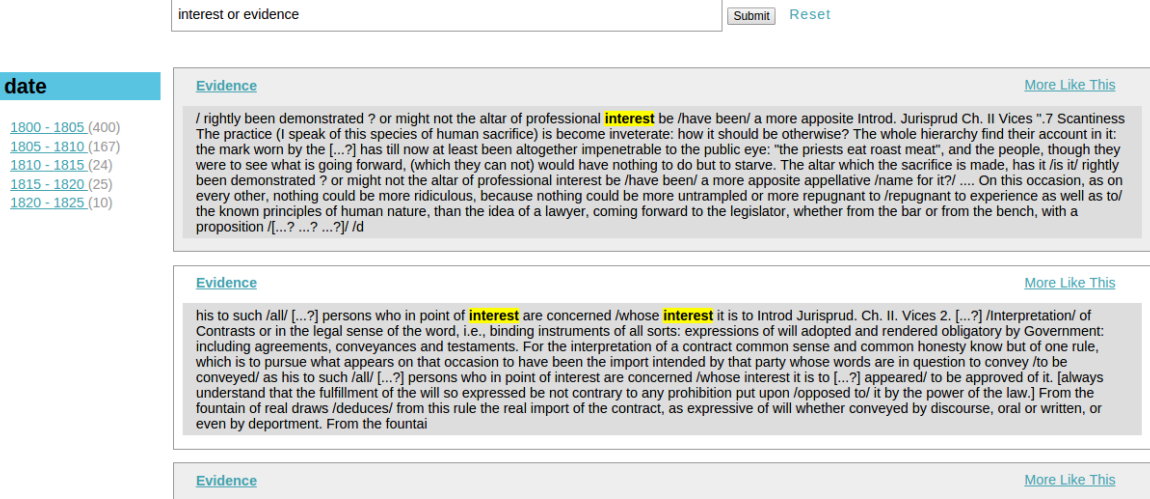 interest or evidence
Submit
Reset
date
1800 - 1805 (400)
1805 - 1810 (167)
1810 - 1815 (24)
1815 - 1820 (25)
1820 - 1825 (10)
Evidence
More Like This
/ rightly been demonstrated ? or might not the altar of professional interest be /have been/ a more apposite Introd. Jurisprud Ch. II Vices ".7 Scantiness
The practice (I speak of this species of human sacrifice) is become inveterate: how it should be otherwise? The whole hierarchy find their account in it:
the mark worn by the [...?] has till now at least been altogether impenetrable to the public eye: "the priests eat roast meat", and the people, though they
were to see what is going forward, (which they can not) would have nothing to do but to starve. The altar which the sacrifice is made, has it /is it/ rightly
been demonstrated ? or might not the altar of professional interest be /have been/ a more apposite appellative /name for it?/ .... On this occasion, as on
every other, nothing could be more ridiculous, because nothing could be more untrampled or more repugnant to /repugnant to experience as well as to/
the known principles of human nature, than the idea of a lawyer, coming forward to the legislator, whether from the bar or from the bench, with a
proposition /[...? ...? ...?]/ /d
Evidence
More Like This
his to such /all/ [...?] persons who in point of interest are concerned /whose interest it is to Introd Jurisprud. Ch. II. Vices 2. [...?] /Interpretation/ of
Contrasts or in the legal sense of the word, i.e., binding instruments of all sorts: expressions of will adopted and rendered obligatory by Government:
including agreements, conveyances and testaments. For the interpretation of a contract common sense and common honesty know but of one rule,
which is to pursue what appears on that occasion to have been the import intended by that party whose words are in question to convey /to be
conveyed/ as his to such /all/ [...?] persons who in point of interest are concerned /whose interest it is to [...?] appeared/ to be approved of it. [always
understand that the fulfillment of the will so expressed be not contrary to any prohibition put upon /opposed to/ it by the power of the law.] From the
fountain of real draws /deduces/ from this rule the real import of the contract, as expressive of will whether conveyed by discourse, oral or written, or
even by deportment. From the fountai
Evidence
More Like This